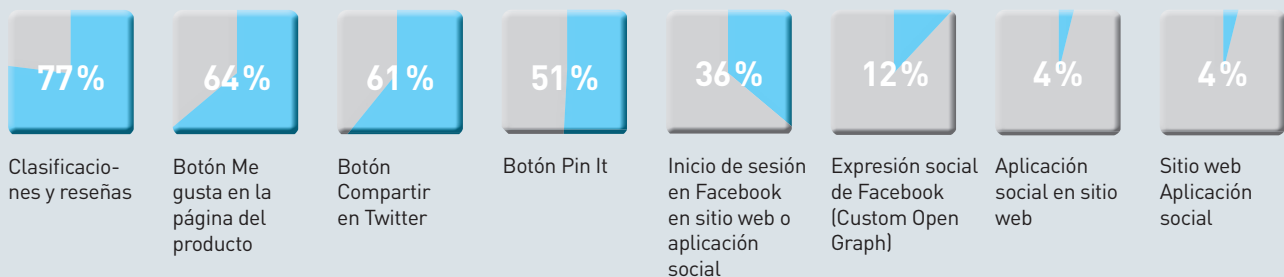 77%
64%
61%
51%
36%
12%
4%
4%
Clasificacio-
nes y reseñas
Botón Me
gusta en la
página del
producto
Botón
Compartir
en Twitter
Botón Pin It
Inicio de sesión
en Facebook
en sitio web o
aplicación
social
Expresión social
de Facebook
(Custom Open
Graph)
Aplicación
social en sitio
web
Sitio web
Aplicación
social